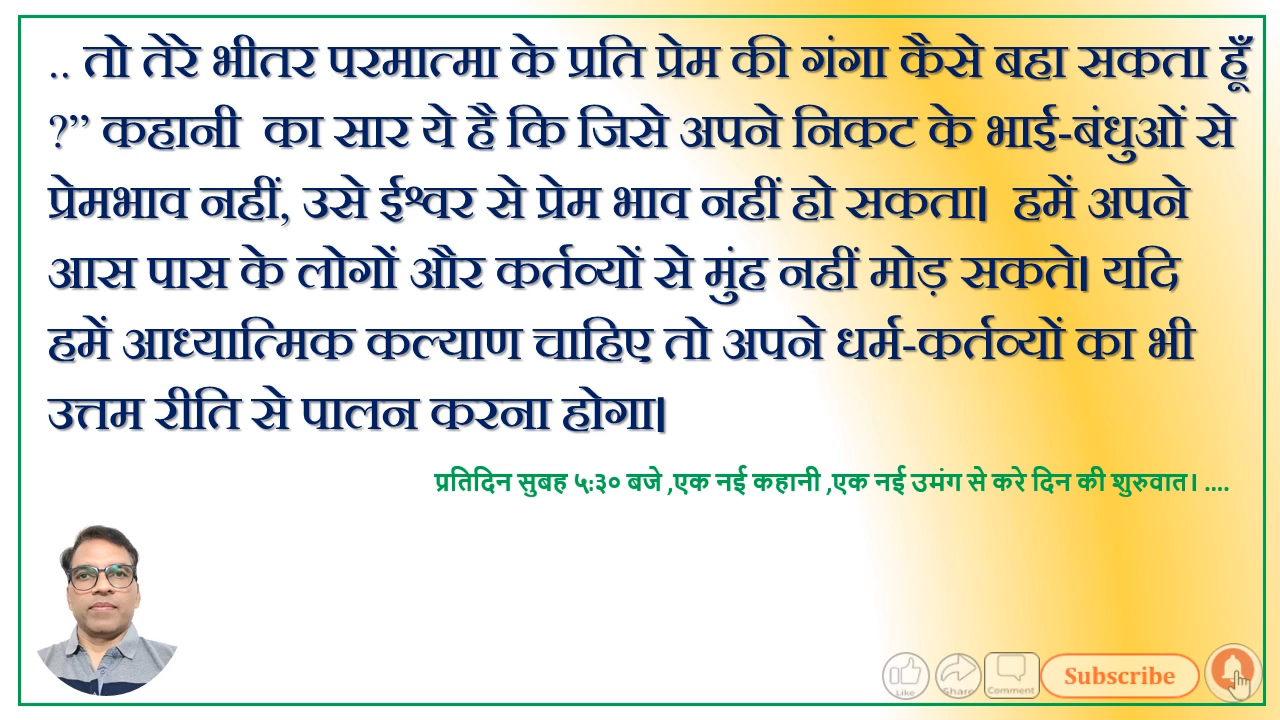 .. तो तेरे भीतर परमात्मा के प्रति प्रेम की गंगा कैसे बहा सकता हूँ
?” कहानी का सार ये है कि जिसे अपने निकट के भाई-बंधुओं से
प्रेमभाव नहीं, उसे ईश्वर से प्रेम भाव नहीं हो सकता। हमें अपने
आस पास के लोगों और कर्तव्यों से मुंह नहीं मोड़ सकते। यदि
हमें आध्यात्मिक कल्याण चाहिए तो अपने धर्म-कर्तव्यों का भी
उत्तम रीति से पालन करना होगा।
प्रतिदिन सुबह ५:३० बजे ,एक नई कहानी ,एक नई उमंग से करे दिन की शुरुवात। ....
Like Share Comment Subscribe